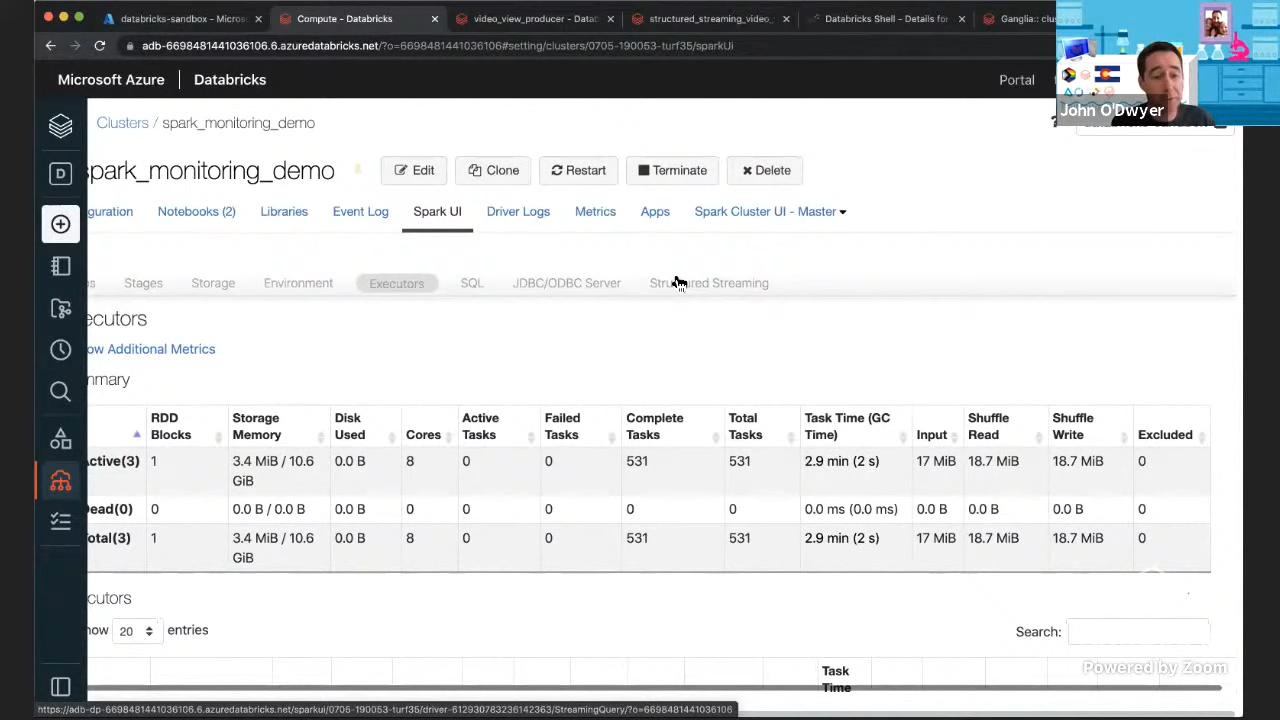 databricks-sandbox - Micros
Compute - Databricks
video_view_producer - Datab
structured_streaming_video_
Databricks Shell - Details for
Ganglia:: clus
adb-6698481441036106.6.azuredatabricks.net/?o=6698481441036106#setting/clusters/0705-190053-turf35/sparkUi
Microsoft Azure
Databricks
Portal
John O'Dwyer
Clusters / spark_monitoring_demo
spark_monitoring_demo
Edit
Clone
Restart
Terminate
Delete
guration
Notebooks (2)
Libraries
Event Log
Spark UI
Driver Logs
Metrics
Apps
Spark Cluster UI - Master
s
Stages
Storage
Environment
Executors
SQL
JDBC/ODBC Server
Structured Streaming
ecutors
ow Additional Metrics
mmary
RDD Blocks Storage Memory Disk Used Cores Active Tasks Failed Tasks Complete Tasks Total Tasks Task Time (GC Time) Input Shuffle Read Shuffle Write Excluded
Active(3) 1 3.4 MiB / 10.6 GiB 0.0 B 8 0 0 531 531 2.9 min (2 s) 17 MiB 18.7 MiB 18.7 MiB 0
Dead(0) 0 0.0 B / 0.0 B 0.0 B 0 0 0 0 0 0.0 ms (0.0 ms) 0.0 B 0.0 B 0.0 B 0
otal(3) 1 3.4 MiB / 10.6 GiB 0.0 B 8 0 0 531 531 2.9 min (2 s) 17 MiB 18.7 MiB 18.7 MiB 0
ecutors
how 20 entries
Search:
Task Time
Powered by Zoom
https://adb-dp-6698481441036106.6.azuredatabricks.net/sparkui/0705-190053-turf35/driver-612930783236142363/StreamingQuery/?o=6698481441036106